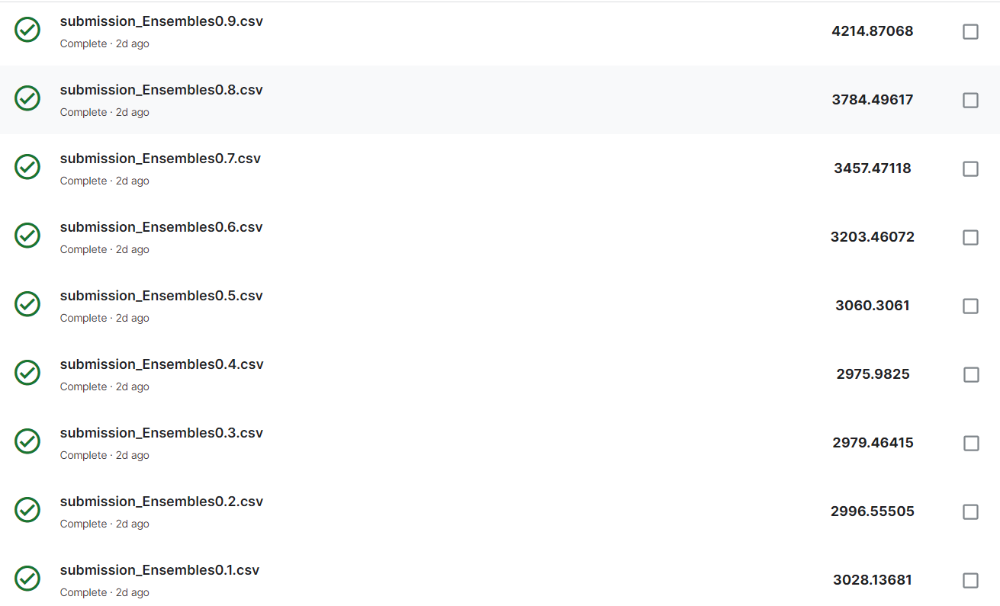 submission_Ensembles0.9.csv
4214.87068
Complete · 2d ago
submission_Ensembles0.8.csv
3784.49617
Complete · 2d ago
submission_Ensembles0.7.csv
3457.47118
Complete · 2d ago
submission_Ensembles0.6.csv
3203.46072
Complete · 2d ago
submission_Ensembles0.5.csv
3060.3061
Complete · 2d ago
submission_Ensembles0.4.csv
2975.9825
Complete · 2d ago
submission_Ensembles0.3.csv
2979.46415
Complete · 2d ago
submission_Ensembles0.2.csv
2996.55505
Complete · 2d ago
submission_Ensembles0.1.csv
3028.13681
Complete · 2d ago